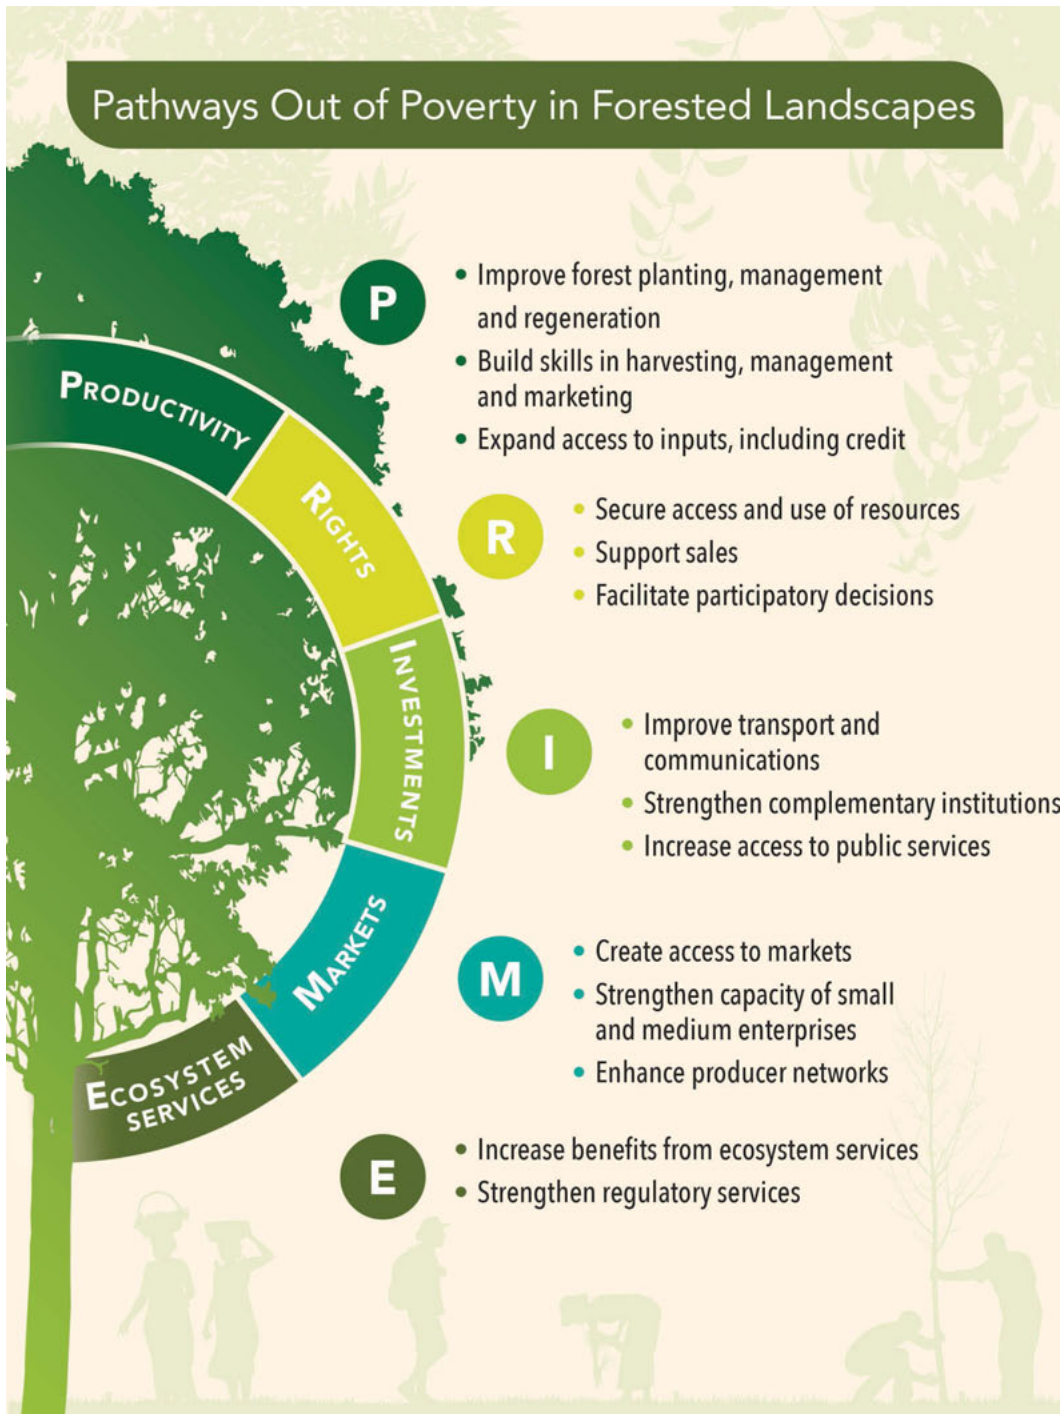 Pathways Out of Poverty in Forested Landscapes
PRODUCTIVITY
P
• Improve forest planting, management
and regeneration
• Build skills in harvesting, management
and marketing
• Expand access to inputs, including credit
RIGHTS
R
• Secure access and use of resources
• Support sales
• Facilitate participatory decisions
INVESTMENTS
I
• Improve transport and
communications
• Strengthen complementary institutions
• Increase access to public services
MARKETS
M
• Create access to markets
• Strengthen capacity of small
and medium enterprises
• Enhance producer networks
ECOSYSTEM
SERVICES
E
• Increase benefits from ecosystem services
• Strengthen regulatory services